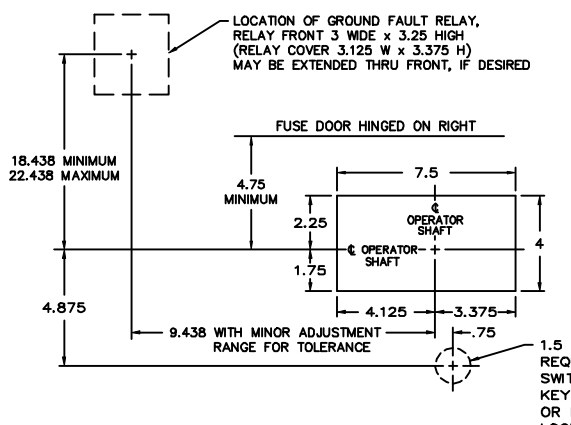 LOCATION OF GROUND FAULT RELAY,
RELAY FRONT 3 WIDE x 3.25 HIGH
(RELAY COVER 3.125 W x 3.375 H)
MAY BE EXTENDED THRU FRONT, IF DESIRED
FUSE DOOR HINGED ON RIGHT
18.438 MINIMUM
22.438 MAXIMUM
4.75
MINIMUM
7.5
2.25
℄
OPERATOR
SHAFT
4
℄ OPERATOR
SHAFT
1.75
4.875
4.125
3.375
9.438 WITH MINOR ADJUSTMENT
RANGE FOR TOLERANCE
.75
1.5
REQ
SWIT
KEY
OR